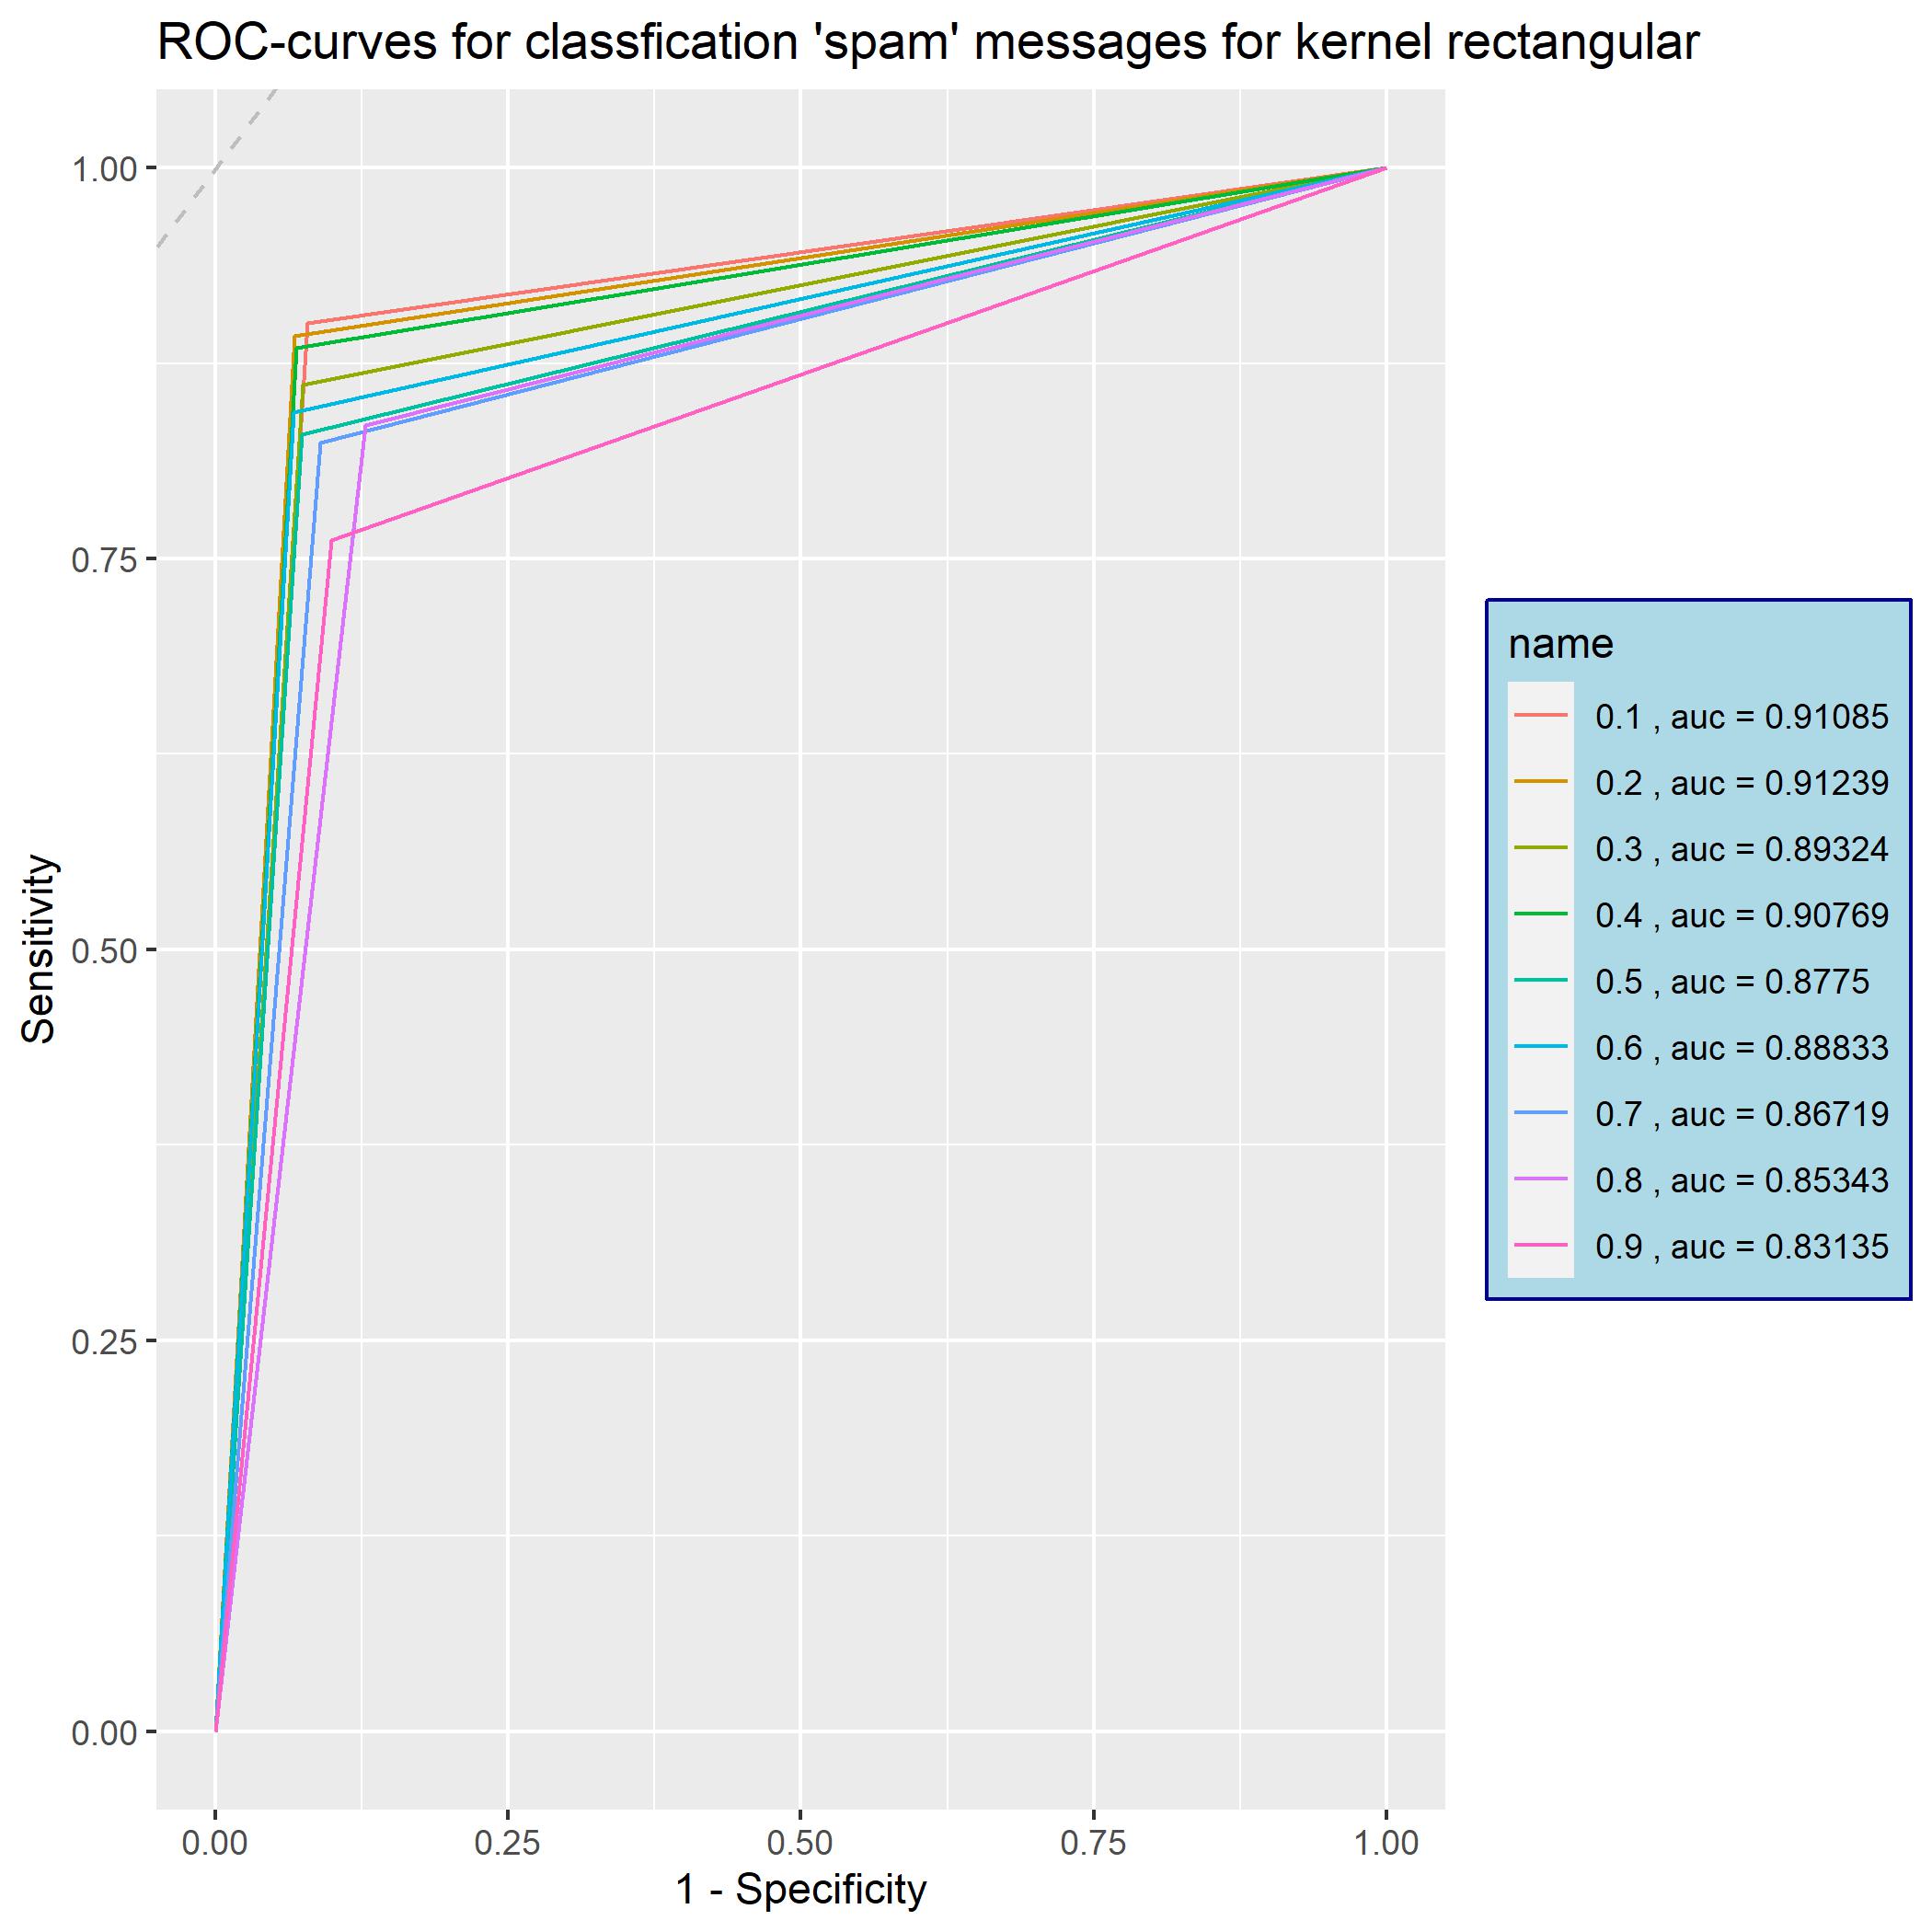 ROC-curves for classfication 'spam' messages for kernel rectangular
1.00
0.75
0.50
0.25
0.00
Sensitivity
0.00 0.25 0.50 0.75 1.00
1 - Specificity
name
0.1 , auc = 0.91085
0.2 , auc = 0.91239
0.3 , auc = 0.89324
0.4 , auc = 0.90769
0.5 , auc = 0.8775
0.6 , auc = 0.88833
0.7 , auc = 0.86719
0.8 , auc = 0.85343
0.9 , auc = 0.83135